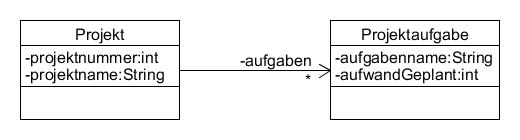 Projekt
-projektnummer:int
-projektname:String
-aufgaben
*
Projektaufgabe
-aufgabenname:String
-aufwandGeplant:int